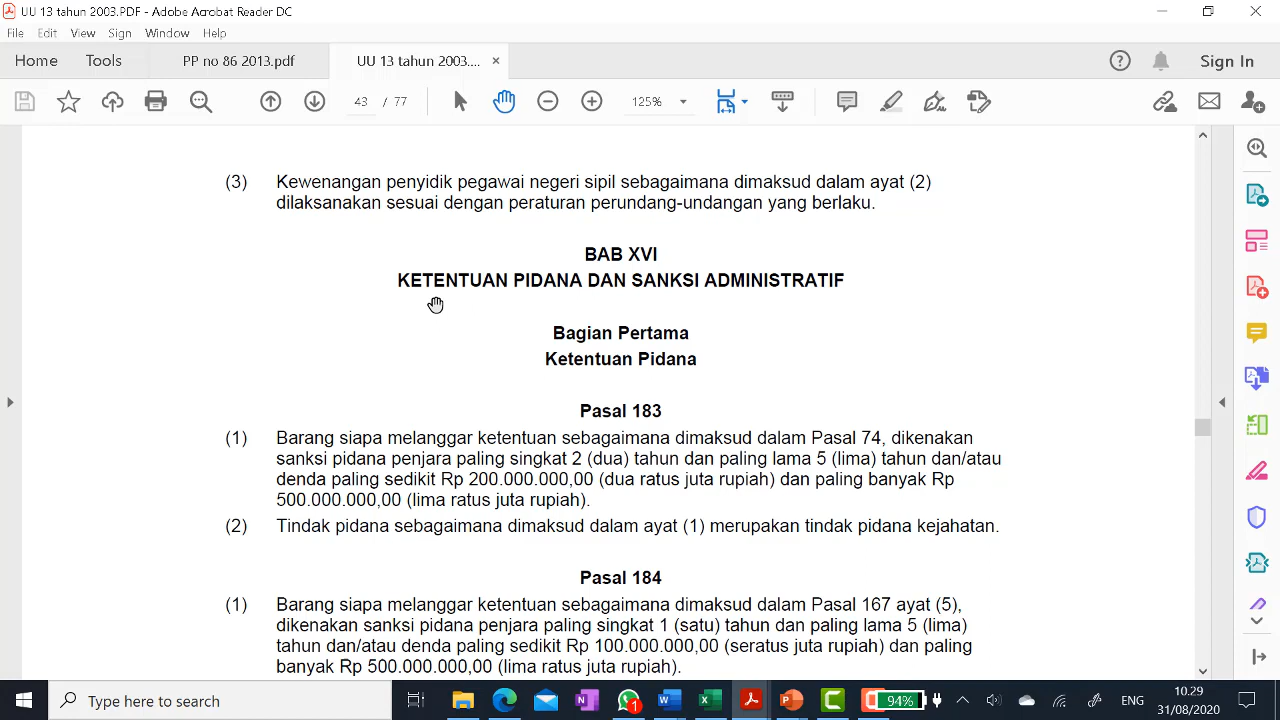 UU 13 tahun 2003.PDF - Adobe Acrobat Reader DC
File Edit View Sign Window Help
Home Tools PP no 86 2013.pdf UU 13 tahun 2003.... × Sign In
43 / 77 125%
(3) Kewenangan penyidik pegawai negeri sipil sebagaimana dimaksud dalam ayat (2)
dilaksanakan sesuai dengan peraturan perundang-undangan yang berlaku.
BAB XVI
KETENTUAN PIDANA DAN SANKSI ADMINISTRATIF
Bagian Pertama
Ketentuan Pidana
Pasal 183
(1) Barang siapa melanggar ketentuan sebagaimana dimaksud dalam Pasal 74, dikenakan
sanksi pidana penjara paling singkat 2 (dua) tahun dan paling lama 5 (lima) tahun dan/atau
denda paling sedikit Rp 200.000.000,00 (dua ratus juta rupiah) dan paling banyak Rp
500.000.000,00 (lima ratus juta rupiah).
(2) Tindak pidana sebagaimana dimaksud dalam ayat (1) merupakan tindak pidana kejahatan.
Pasal 184
(1) Barang siapa melanggar ketentuan sebagaimana dimaksud dalam Pasal 167 ayat (5),
dikenakan sanksi pidana penjara paling singkat 1 (satu) tahun dan paling lama 5 (lima)
tahun dan/atau denda paling sedikit Rp 100.000.000,00 (seratus juta rupiah) dan paling
banyak Rp 500.000.000,00 (lima ratus juta rupiah).
Type here to search 1 94% ENG 10.29
31/08/2020